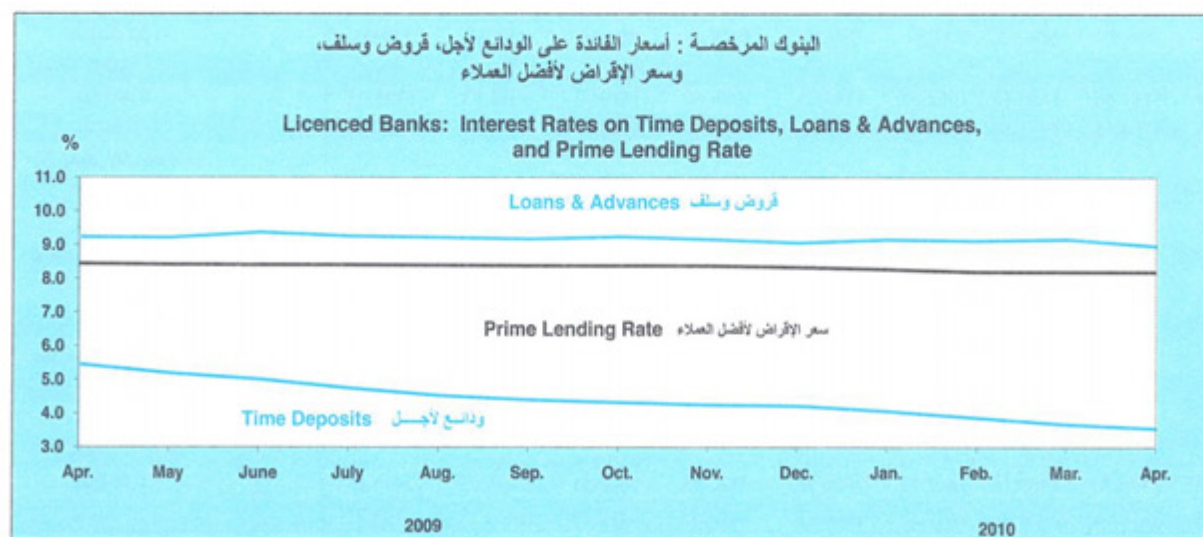 البنوك المرخصة : أسعار الفائدة على الودائع لأجل، قروض وسلف،
وسعر الإقراض لأفضل العملاء
Licenced Banks: Interest Rates on Time Deposits, Loans & Advances,
and Prime Lending Rate
%
11.0
Loans & Advances قروض وسلف
10.0
9.0
8.0
7.0
Prime Lending Rate سعر الإقراض لأفضل العملاء
6.0
5.0
4.0
Time Deposits ودائـع لأجـــل
3.0
Apr. May June July Aug. Sep. Oct. Nov. Dec. Jan. Feb. Mar. Apr.
2009 2010